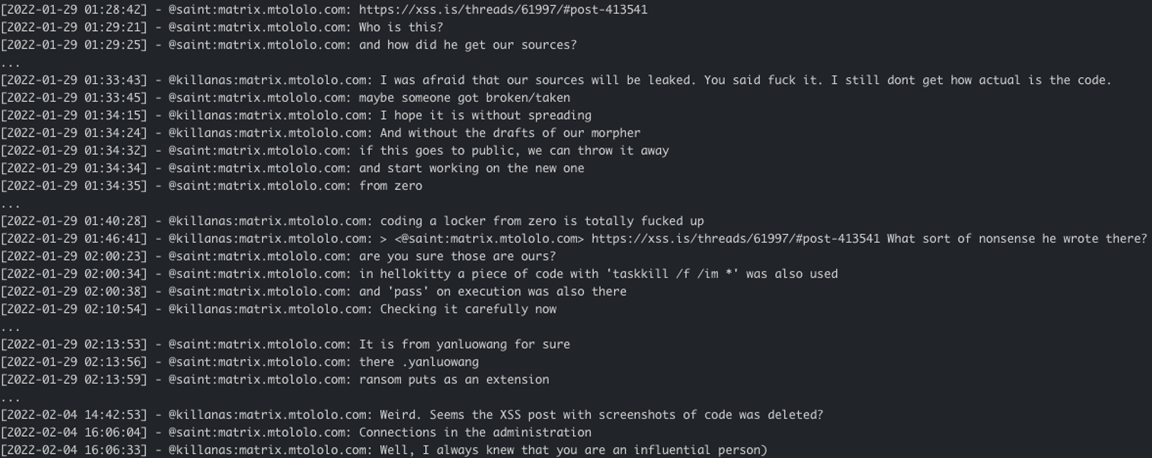 [2022-01-29 01:28:42] - @saint:matrix.mtololo.com: https://xss.is/threads/61997/#post-413541
[2022-01-29 01:29:21] - @saint:matrix.mtololo.com: Who is this?
[2022-01-29 01:29:25] - @saint:matrix.mtololo.com: and how did he get our sources?
...
[2022-01-29 01:33:43] - @killanas:matrix.mtololo.com: I was afraid that our sources will be leaked. You said fuck it. I still dont get how actual is the code.
[2022-01-29 01:33:45] - @saint:matrix.mtololo.com: maybe someone got broken/taken
[2022-01-29 01:34:15] - @saint:matrix.mtololo.com: I hope it is without spreading
[2022-01-29 01:34:24] - @killanas:matrix.mtololo.com: And without the drafts of our morpher
[2022-01-29 01:34:32] - @saint:matrix.mtololo.com: if this goes to public, we can throw it away
[2022-01-29 01:34:34] - @saint:matrix.mtololo.com: and start working on the new one
[2022-01-29 01:34:35] - @saint:matrix.mtololo.com: from zero
...
[2022-01-29 01:40:28] - @killanas:matrix.mtololo.com: coding a locker from zero is totally fucked up
[2022-01-29 01:46:41] - @killanas:matrix.mtololo.com: > <@saint:matrix.mtololo.com> https://xss.is/threads/61997/#post-413541 What sort of nonsense he wrote there?
[2022-01-29 02:00:23] - @saint:matrix.mtololo.com: are you sure those are ours?
[2022-01-29 02:00:34] - @saint:matrix.mtololo.com: in hellokitty a piece of code with 'taskkill /f /im *' was also used
[2022-01-29 02:00:38] - @saint:matrix.mtololo.com: and 'pass' on execution was also there
[2022-01-29 02:10:54] - @killanas:matrix.mtololo.com: Checking it carefully now
...
[2022-01-29 02:13:53] - @saint:matrix.mtololo.com: It is from yanluowang for sure
[2022-01-29 02:13:56] - @saint:matrix.mtololo.com: there .yanluowang
[2022-01-29 02:13:59] - @saint:matrix.mtololo.com: ransom puts as an extension
...
[2022-02-04 14:42:53] - @killanas:matrix.mtololo.com: Weird. Seems the XSS post with screenshots of code was deleted?
[2022-02-04 16:06:04] - @saint:matrix.mtololo.com: Connections in the administration
[2022-02-04 16:06:33] - @killanas:matrix.mtololo.com: Well, I always knew that you are an influential person)